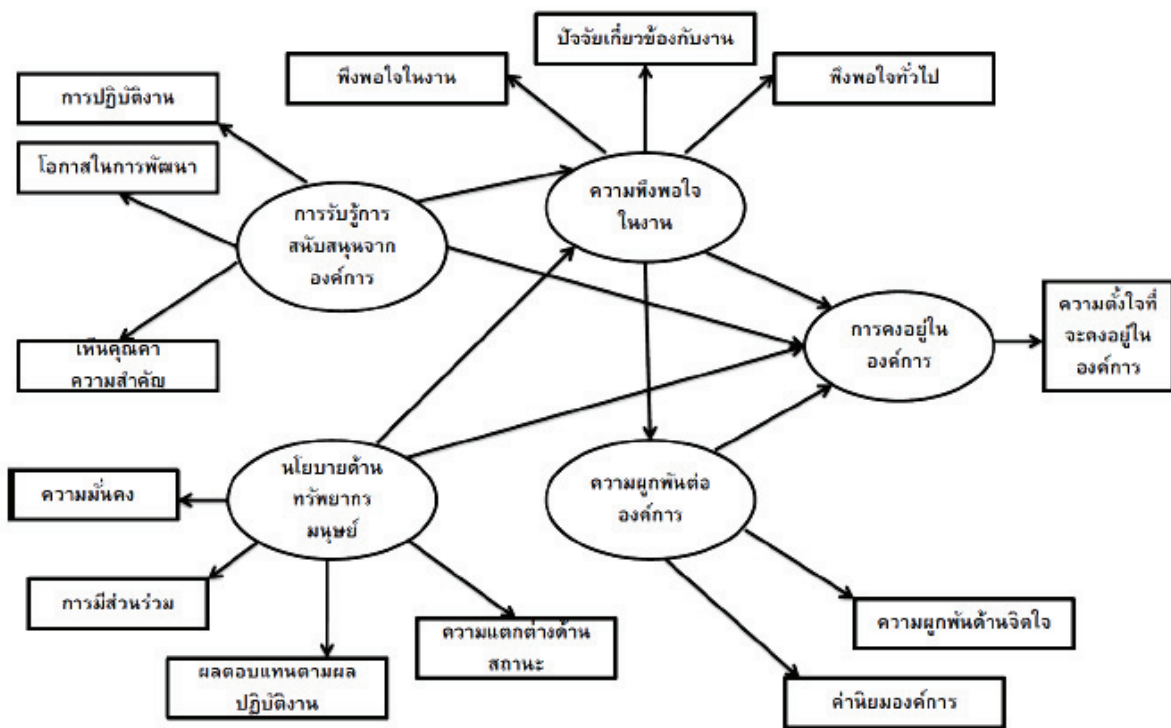 ปัจจัยเกี่ยวข้องกับงาน
พึงพอใจในงาน
พึงพอใจทั่วไป
การปฏิบัติงาน
โอกาสในการพัฒนา
ความพึงพอใจ
ในงาน
การรับรู้การ
สนับสนุนจาก
องค์การ
เห็นคุณคา
ความสำคัญ
การคงอยู่ใน
องค์การ
ความตั้งใจที่
จะคงอยู่ใน
องค์การ
นโยบายด้าน
ทรัพยากร
มนุษย์
ความผูกพันต่อ
องค์การ
ความมั่นคง
การมีส่วนร่วม
ผลตอบแทนตามผล
ปฏิบัติงาน
ความแตกต่างด้าน
สถานะ
ความผูกพันด้านจิตใจ
ค่านิยมองค์การ